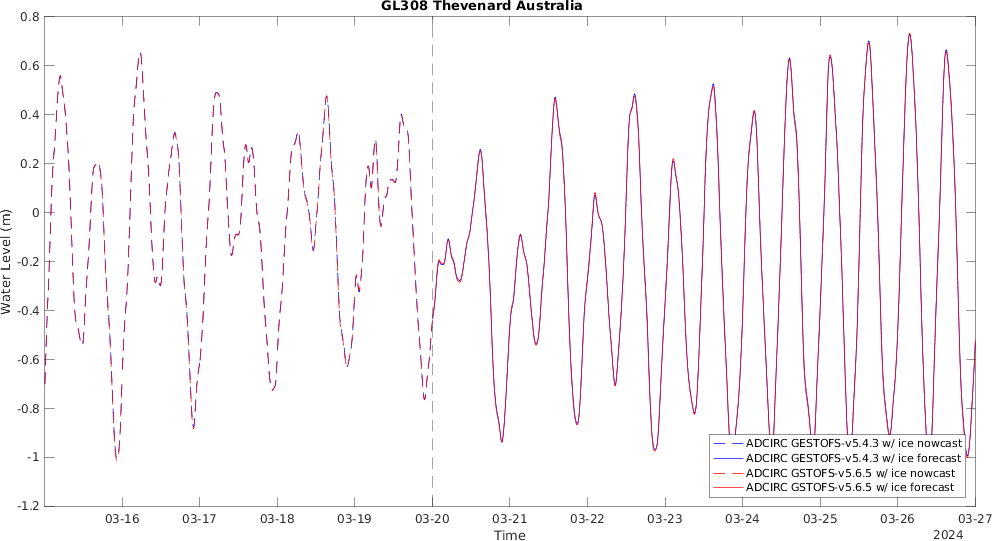 GL308 Thevenard Australia
0.8
0.6
0.4
0.2
0
-0.2
-0.4
-0.6
-0.8
-1
-1.2
Water Level (m)
ADCIRC GESTOFS-v5.4.3 w/ ice nowcast
ADCIRC GESTOFS-v5.4.3 w/ ice forecast
ADCIRC GSTOFS-v5.6.5 w/ ice nowcast
ADCIRC GSTOFS-v5.6.5 w/ ice forecast
03-16 03-17 03-18 03-19 03-20 03-21 03-22 03-23 03-24 03-25 03-26 03-27
Time
2024